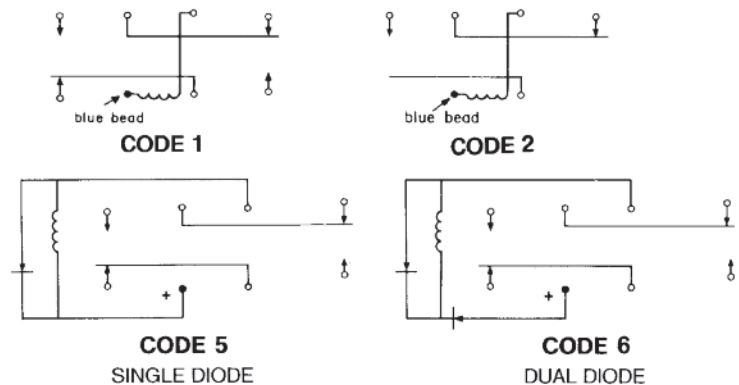 blue bead
blue bead
CODE 1
CODE 2
+
+
CODE 5
CODE 6
SINGLE DIODE
DUAL DIODE